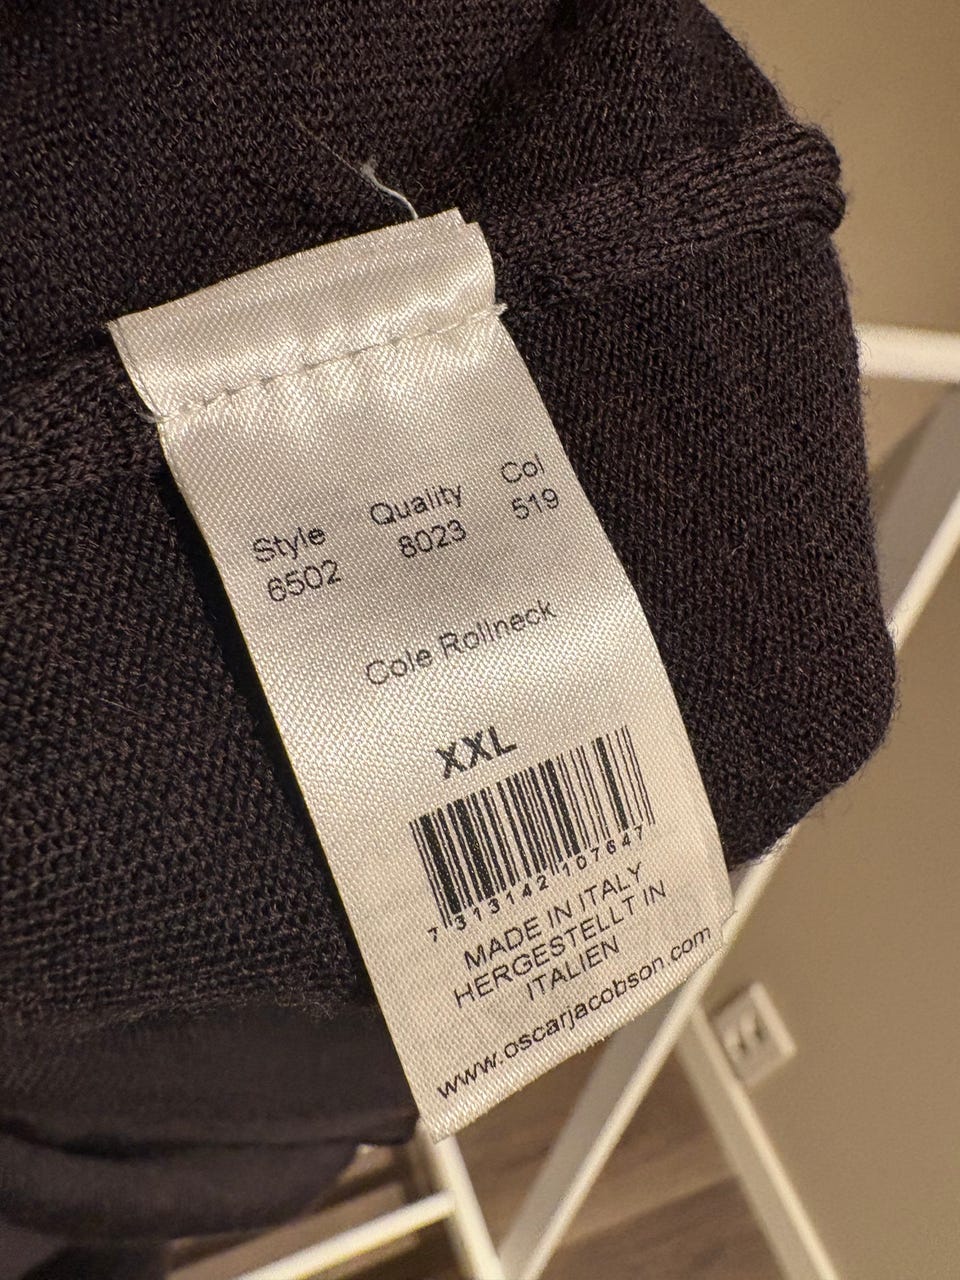 Style Quality Col
6502 8023 519
Cole Rollneck
XXL
7 313142 107647
MADE IN ITALY
HERGESTELLT IN
ITALIEN
www.oscarjacobson.com